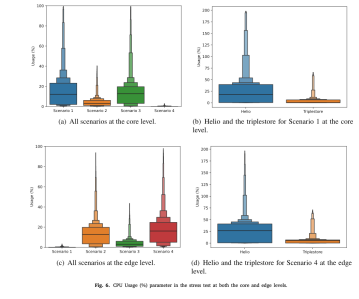 100
80
60
40
20
0
Usage (%)
Scenario 1 Scenario 2 Scenario 3 Scenario 4
(a) All scenarios at the core level.
200
175
150
125
100
75
50
25
0
Usage (%)
Helio Triplestore
(b) Helio and the triplestore for Scenario 1 at the core
level.
100
80
60
40
20
0
Usage (%)
Scenario 1 Scenario 2 Scenario 3 Scenario 4
(c) All scenarios at the edge level.
200
175
150
125
100
75
50
25
0
Usage (%)
Helio Triplestore
(d) Helio and the triplestore for Scenario 4 at the edge
level.
Fig. 6. CPU Usage (%) parameter in the stress test at both the core and edge levels.